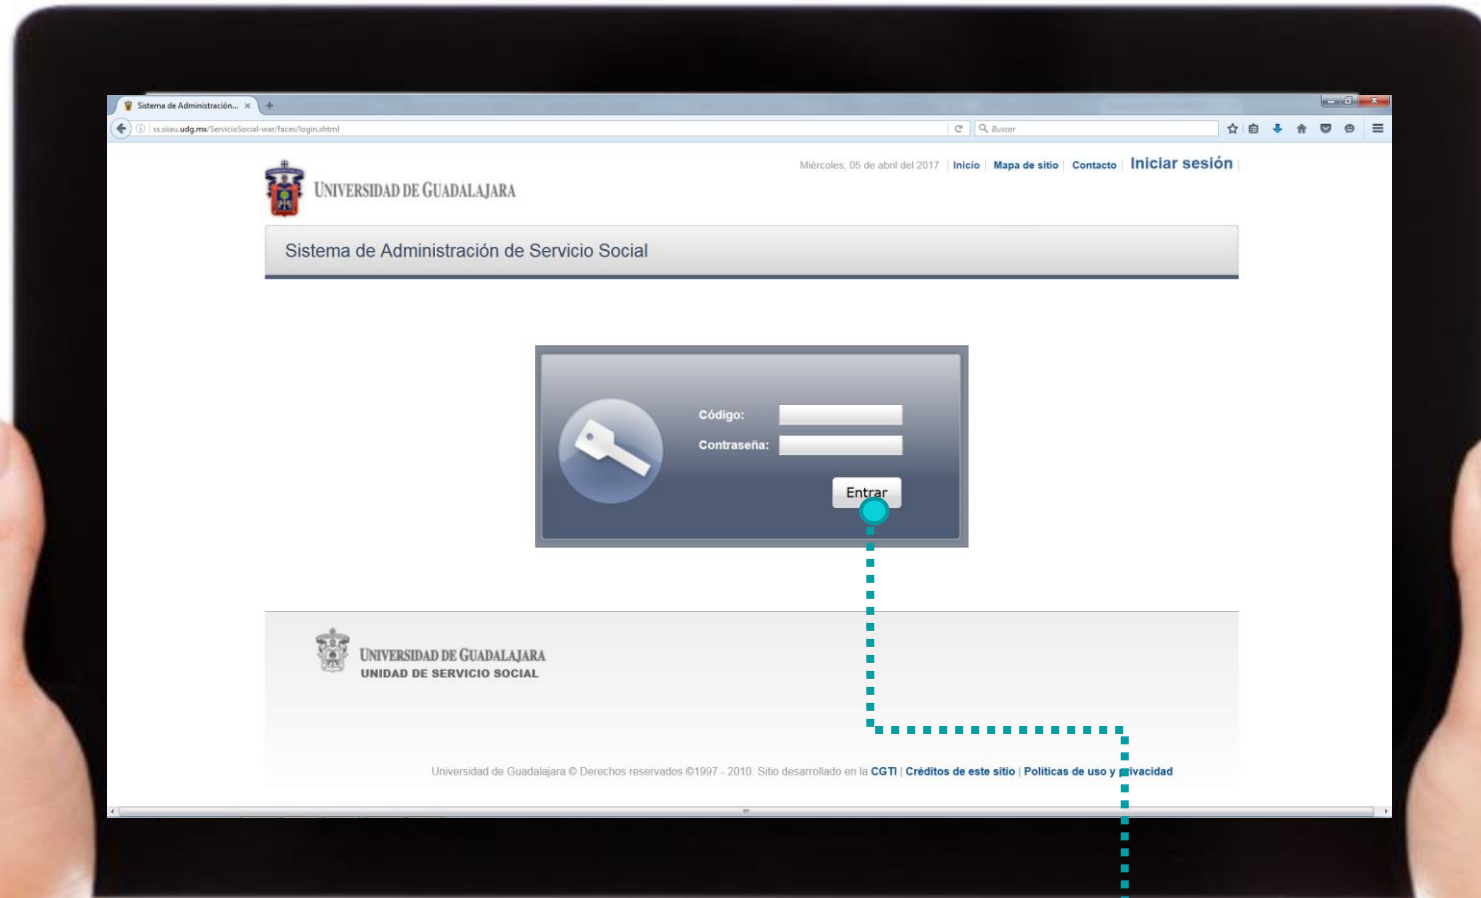 Sistema de Administración...
ss.siiau.udg.mx/ServicioSocial-war/faces/login.xhtml
Buscar
UNIVERSIDAD DE GUADALAJARA
Miércoles, 05 de abril del 2017 | Inicio | Mapa de sitio | Contacto | Iniciar sesión |
Sistema de Administración de Servicio Social
Código:
Contraseña:
Entrar
UNIVERSIDAD DE GUADALAJARA
UNIDAD DE SERVICIO SOCIAL
Universidad de Guadalajara © Derechos reservados ©1997 - 2010. Sitio desarrollado en la CGTI | Créditos de este sitio | Políticas de uso y privacidad